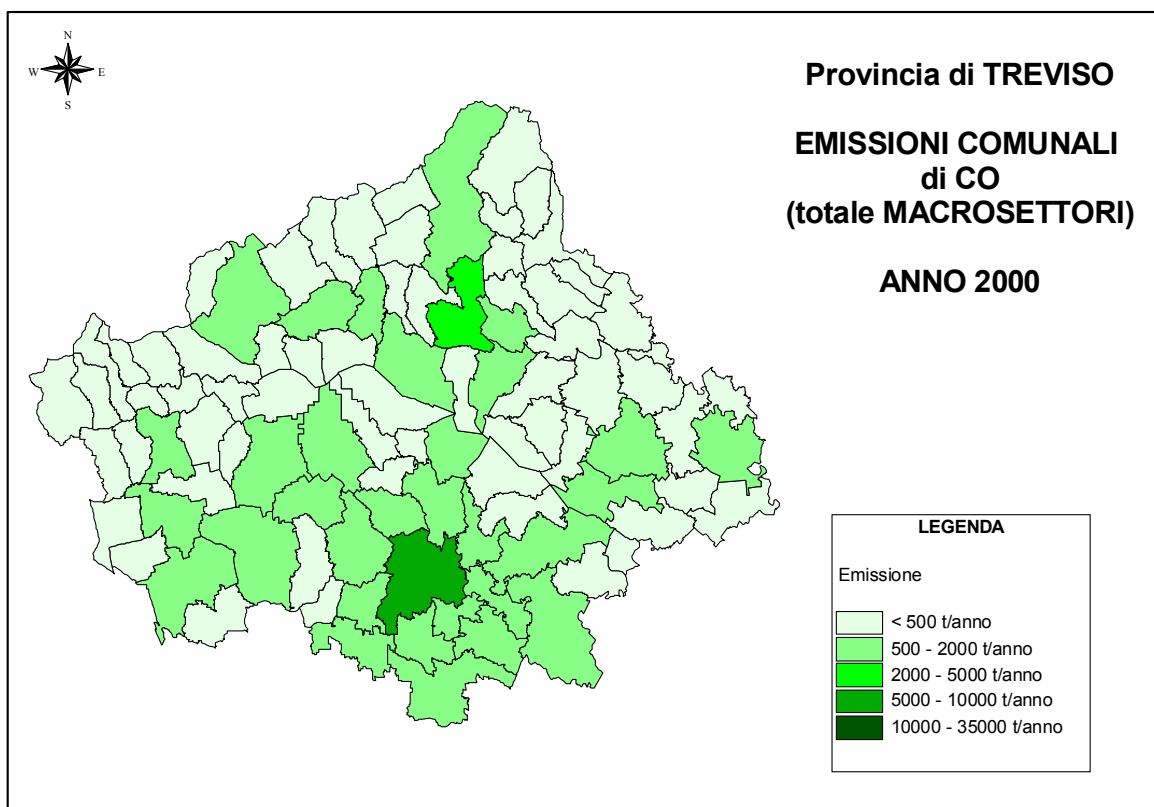 N
W E
S
Provincia di TREVISO
EMISSIONI COMUNALI
di CO
(totale MACROSETTORI)
ANNO 2000
LEGENDA
Emissione
< 500 t/anno
500 - 2000 t/anno
2000 - 5000 t/anno
5000 - 10000 t/anno
10000 - 35000 t/anno